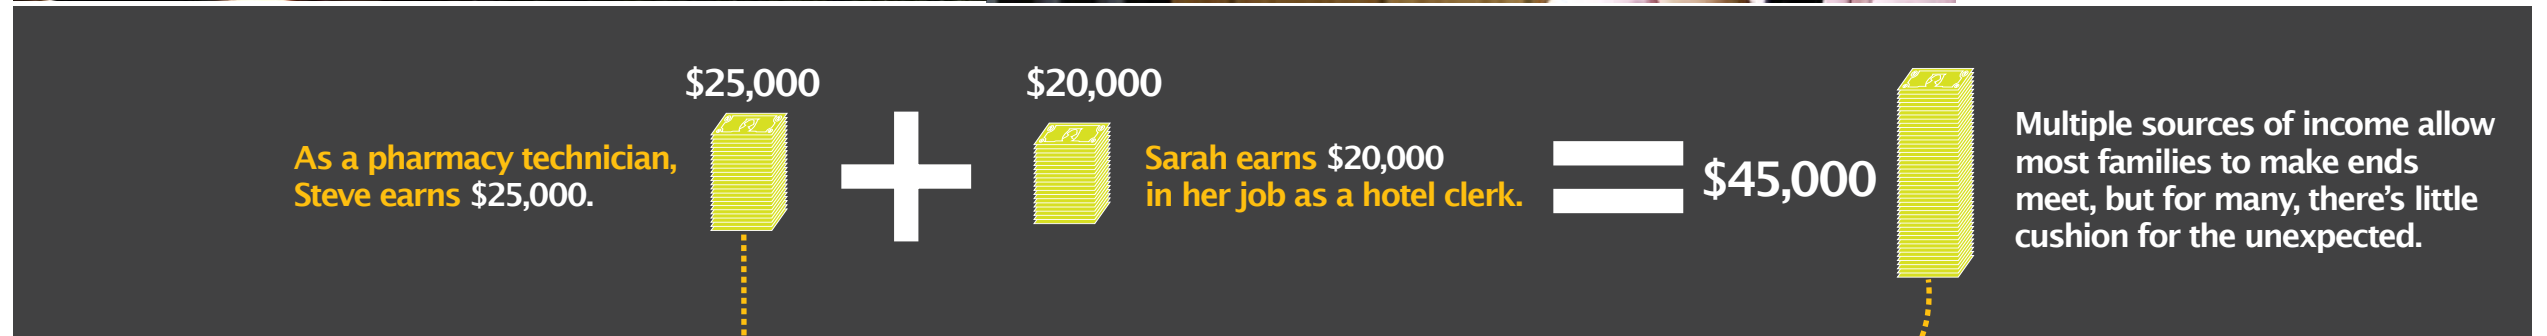 $25,000
As a pharmacy technician,
Steve earns $25,000.
$20,000
Sarah earns $20,000
in her job as a hotel clerk.
$45,000
Multiple sources of income allow
most families to make ends
meet, but for many, there’s little
cushion for the unexpected.